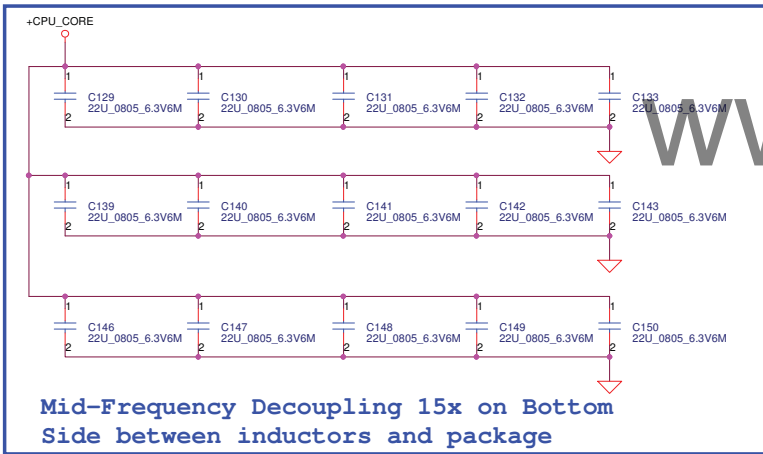 +CPU_CORE
1 1 1 1 1
C129 C130 C131 C132 C133
22U_0805_6.3V6M 22U_0805_6.3V6M 22U_0805_6.3V6M 22U_0805_6.3V6M 22U_0805_6.3V6M
2 2 2 2 2
1 1 1 1 1
C139 C140 C141 C142 C143
22U_0805_6.3V6M 22U_0805_6.3V6M 22U_0805_6.3V6M 22U_0805_6.3V6M 22U_0805_6.3V6M
2 2 2 2 2
1 1 1 1 1
C146 C147 C148 C149 C150
22U_0805_6.3V6M 22U_0805_6.3V6M 22U_0805_6.3V6M 22U_0805_6.3V6M 22U_0805_6.3V6M
2 2 2 2 2
Mid-Frequency Decoupling 15x on Bottom
Side between inductors and package